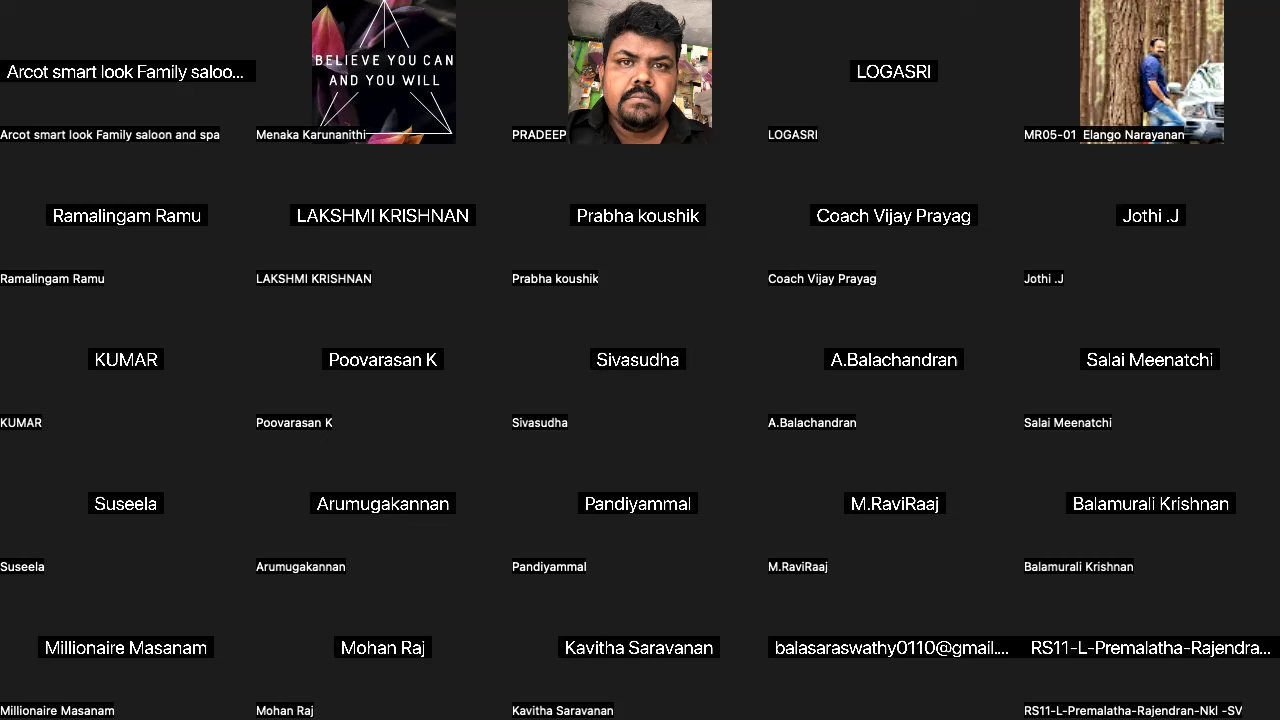 Arcot smart look Family saloo...
BELIEVE YOU CAN
AND YOU WILL
LOGASRI
Arcot smart look Family saloon and spa
Menaka Karunanithi
PRADEEP
LOGASRI
MR05-01 Elango Narayanan
Ramalingam Ramu
LAKSHMI KRISHNAN
Prabha koushik
Coach Vijay Prayag
Jothi .J
Ramalingam Ramu
LAKSHMI KRISHNAN
Prabha koushik
Coach Vijay Prayag
Jothi .J
KUMAR
Poovarasan K
Sivasudha
A.Balachandran
Salai Meenatchi
KUMAR
Poovarasan K
Sivasudha
A.Balachandran
Salai Meenatchi
Suseela
Arumugakannan
Pandiyammal
M.RaviRaaj
Balamurali Krishnan
Suseela
Arumugakannan
Pandiyammal
M.RaviRaaj
Balamurali Krishnan
Millionaire Masanam
Mohan Raj
Kavitha Saravanan
balasaraswathy0110@gmail....
RS11-L-Premalatha-Rajendra...
Millionaire Masanam
Mohan Raj
Kavitha Saravanan
RS11-L-Premalatha-Rajendran-Nkl -SV